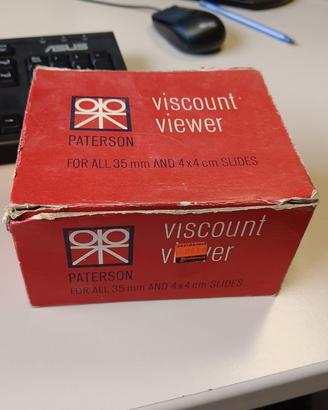 ASUS
viscount
viewer
PATERSON
FOR ALL 35 mm AND 4x4 cm SLIDES
viscount
PATERSON
FOR ALL 35 mm AND 4x4 cm SLIDES